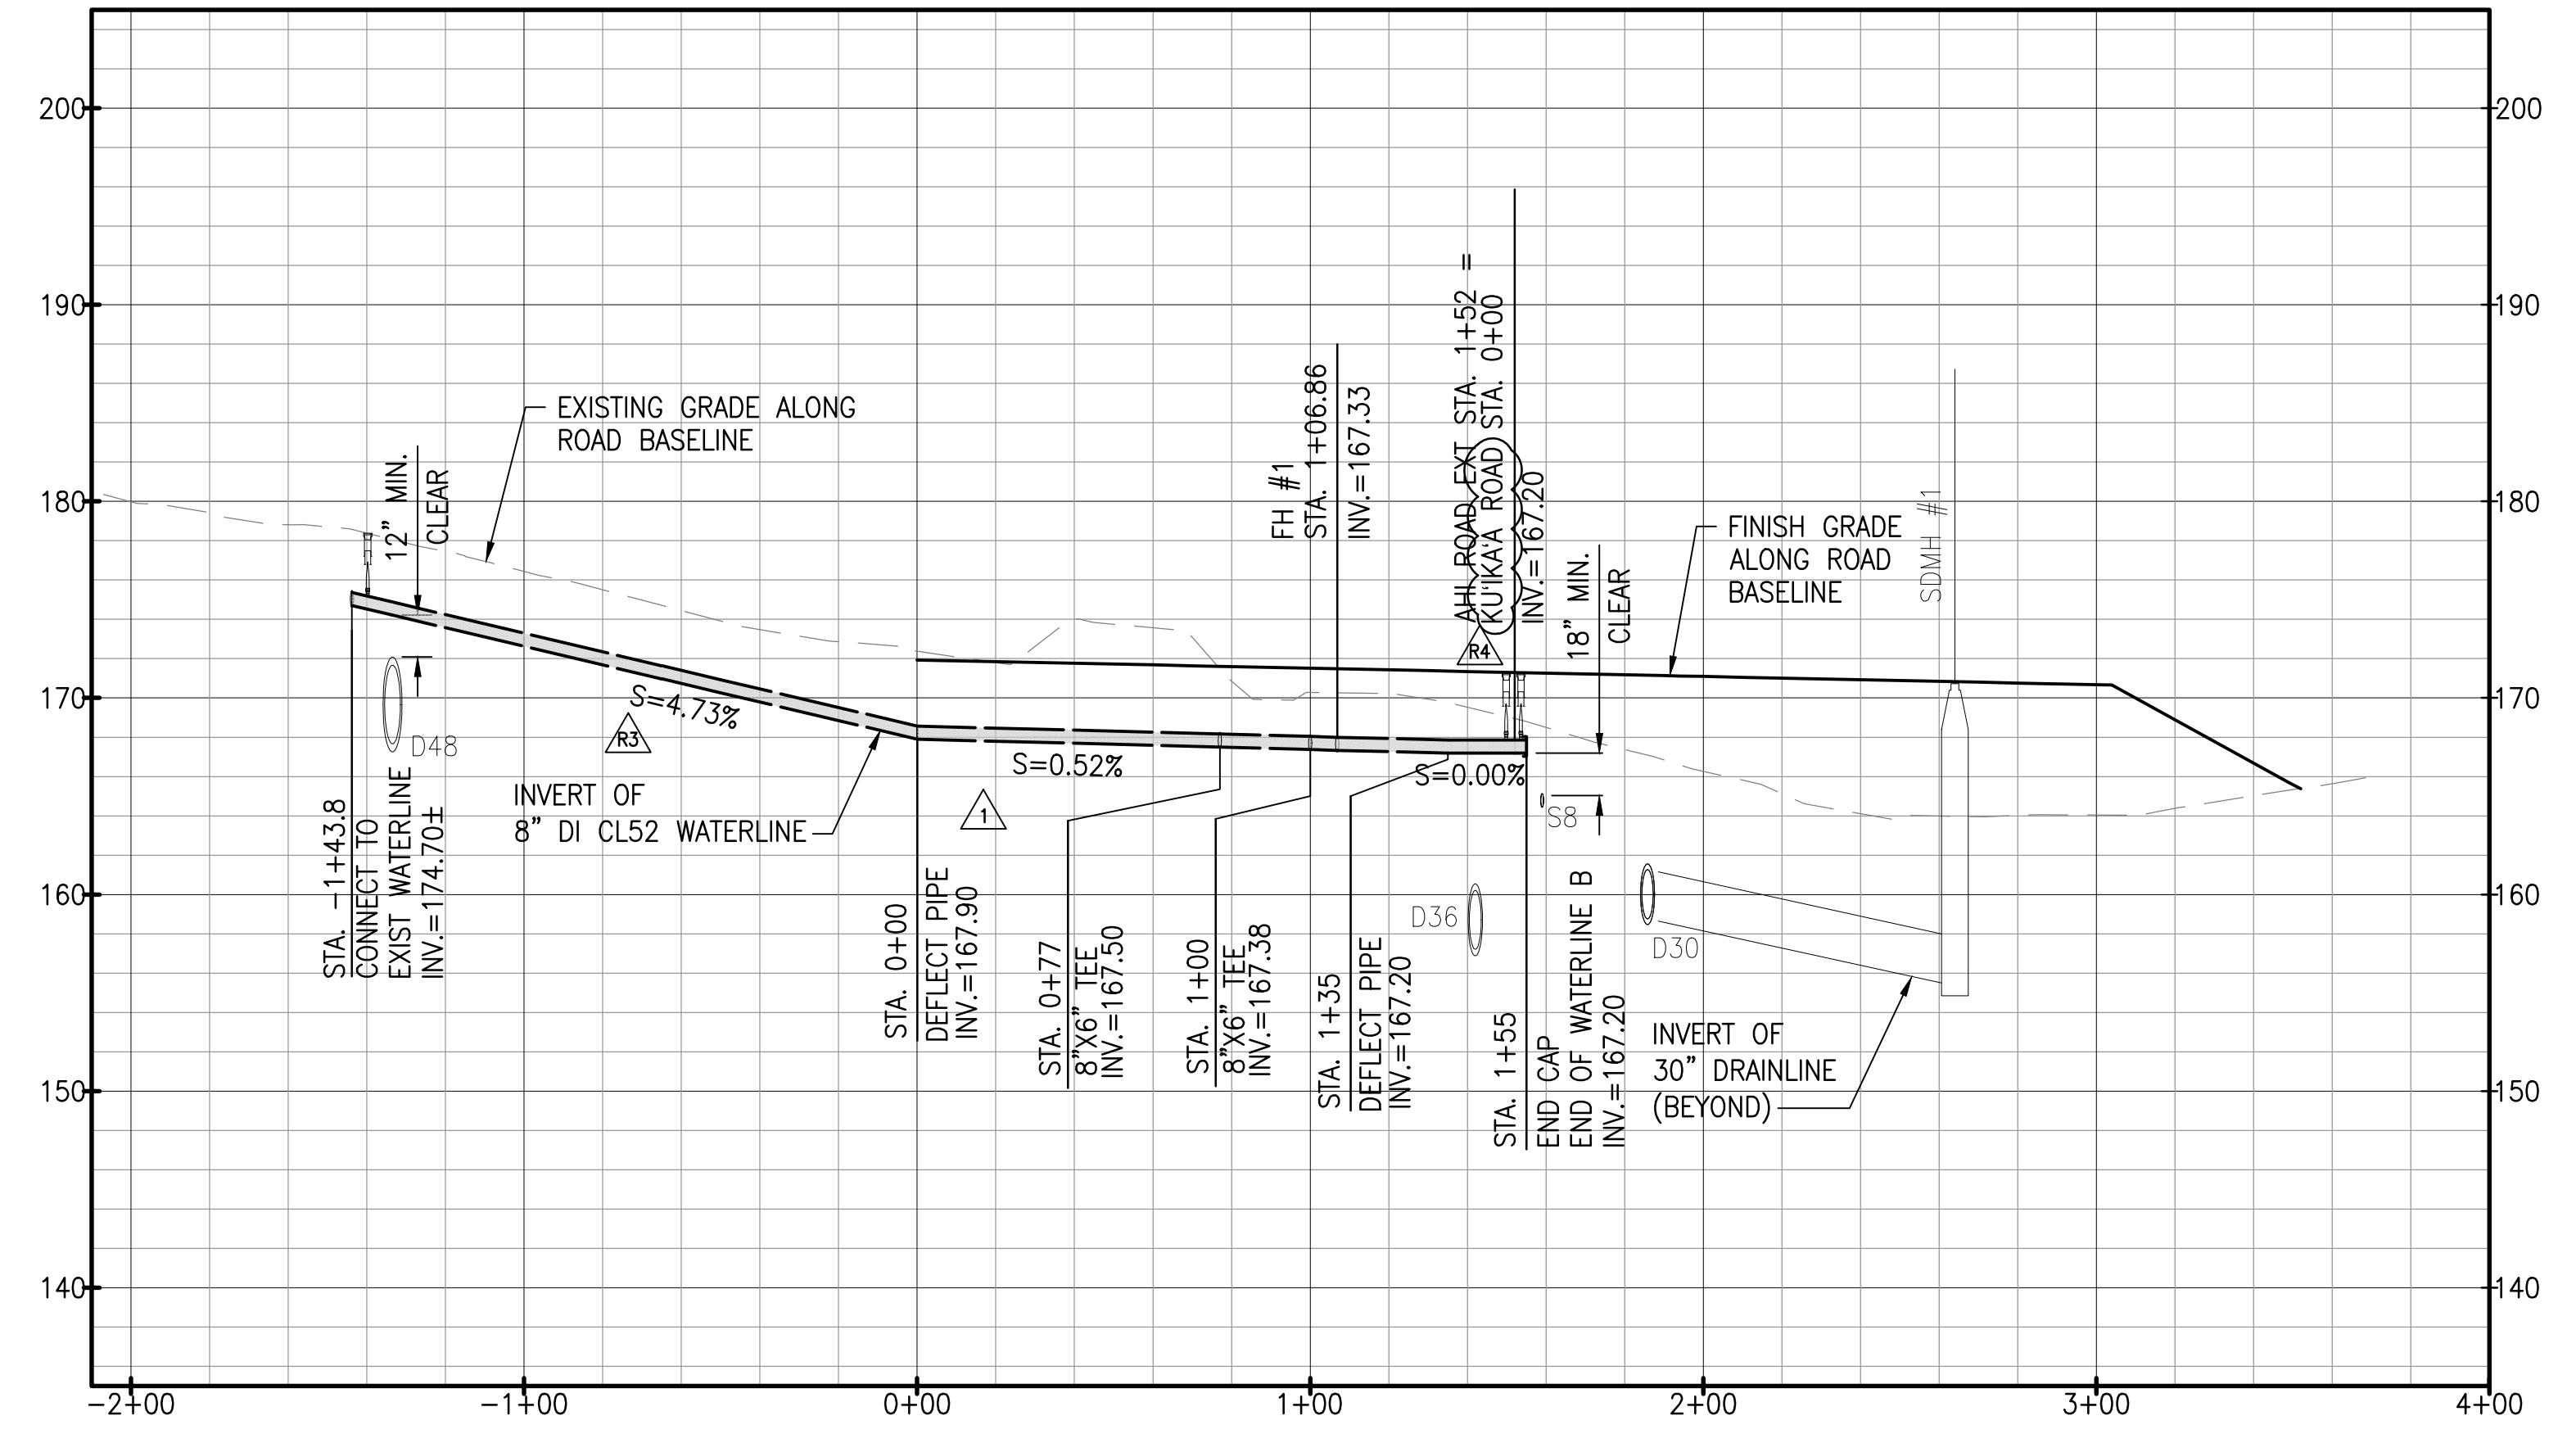 200
200
190
190
180
180
170
170
160
160
150
150
140
140
-2+00
-1+00
0+00
1+00
2+00
3+00
4+00
EXISTING GRADE ALONG
ROAD BASELINE
12” MIN.
CLEAR
D48
STA. -1+43.8
CONNECT TO
EXIST WATERLINE
INV.=174.70±
S=4.73%
R3
INVERT OF
8” DI CL52 WATERLINE
STA. 0+00
DEFLECT PIPE
INV.=167.90
S=0.52%
1
STA. 0+77
8”X6” TEE
INV.=167.50
STA. 1+00
8”X6” TEE
INV.=167.38
FH #1
STA. 1+06.86
INV.=167.33
STA. 1+35
DEFLECT PIPE
INV.=167.20
S=0.00%
AHI ROAD EXT STA. 1+52 =
KU‘IKA‘A ROAD STA. 0+00
INV.=167.20
R4
18” MIN.
CLEAR
S8
STA. 1+55
END CAP
END OF WATERLINE B
INV.=167.20
D36
D30
FINISH GRADE
ALONG ROAD
BASELINE
SDMH #1
INVERT OF
30” DRAINLINE
(BEYOND)